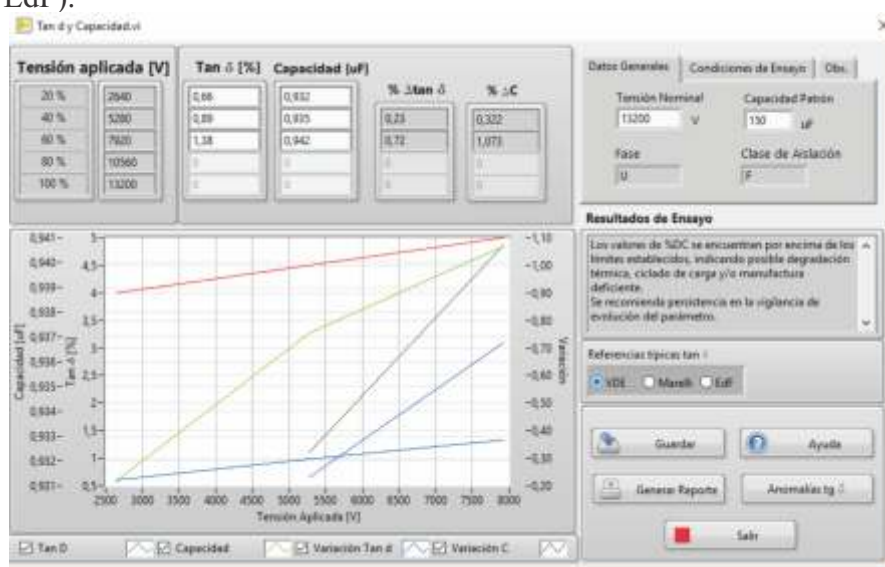 EdF).
Tan d y Capacidad.vi
Tensión aplicada [V]
20 % 2640
40 % 5280
60 % 7920
80 % 10560
100 % 13200
Tan δ [%] Capacidad [uF]
0,66 0,932
0,89 0,935
1,38 0,942
0 0
0 0
% Δtan δ % ΔC
0,23 0,322
0,72 1,073
0 0
0 0
Datos Generales Condiciones de Ensayo Obs.
Tensión Nominal Capacidad Patrón
13200 V 150 uF
Fase Clase de Aislación
U F
Resultados de Ensayo
Los valores de %DC se encuentran por encima de los
límites establecidos, indicando posible degradación
térmica, ciclado de carga y/o manufactura
deficiente.
Se recomienda persistencia en la vigilancia de
evolución del parámetro.
Referencias típicas tan δ
VDE Marelli EdF
Guardar Ayuda
Generar Reporte Anomalías tg δ
Salir
Capacidad [uF]
0,941
0,940
0,939
0,938
0,937
0,936
0,935
0,934
0,933
0,932
0,931
Tan δ [%]
5
4,5
4
3,5
3
2,5
2
1,5
1
0,5
Variación
1,10
1,00
0,90
0,80
0,70
0,60
0,50
0,40
0,30
0,20
2500 3000 3500 4000 4500 5000 5500 6000 6500 7000 7500 8000
Tensión Aplicada [V]
Tan D Capacidad Variación Tan d Variación C